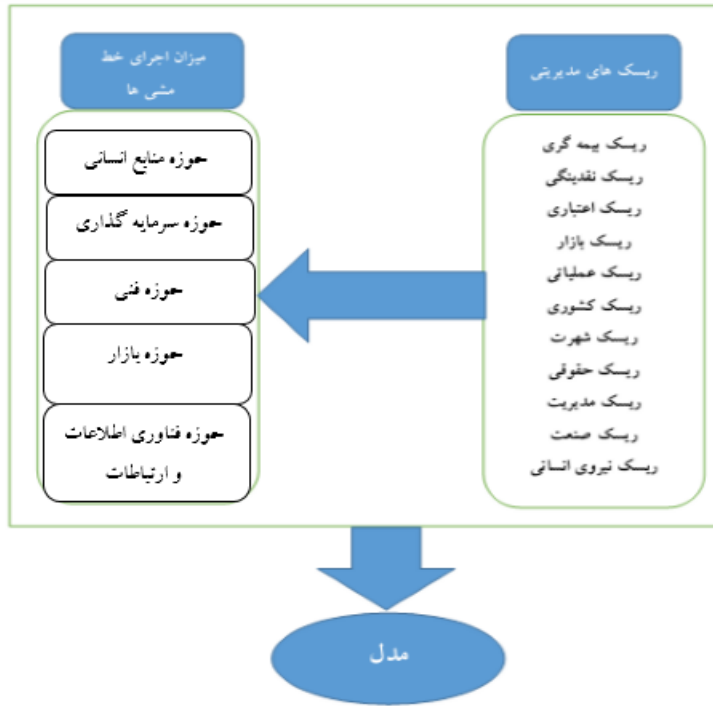 ریسک های مدیریتی
ریسک بیمه گری
ریسک نقدینگی
ریسک اعتباری
ریسک بازار
ریسک عملیاتی
ریسک کشوری
ریسک شهرت
ریسک حقوقی
ریسک مدیریت
ریسک صنعت
ریسک نیروی انسانی
میزان اجرای خط
مشی ها
حوزه منابع انسانی
حوزه سرمایه گذاری
حوزه فنی
حوزه بازار
حوزه فناوری اطلاعات
و ارتباطات
مدل